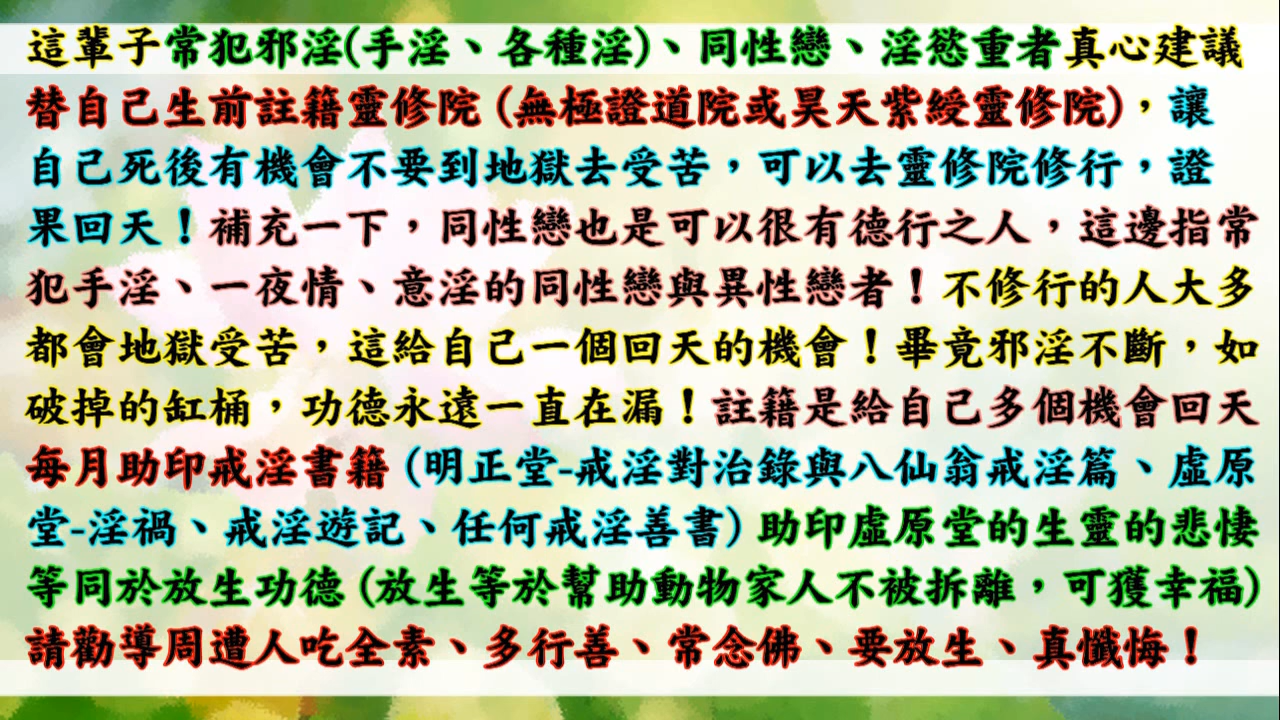 這輩子常犯邪淫(手淫、各種淫)、同性戀、淫慾重者真心建議
替自己生前註籍靈修院 (無極證道院或昊天紫綬靈修院)，讓
自己死後有機會不要到地獄去受苦，可以去靈修院修行，證
果回天！補充一下，同性戀也是可以很有德行之人，這邊指常
犯手淫、一夜情、意淫的同性戀與異性戀者！不修行的人大多
都會地獄受苦，這給自己一個回天的機會！畢竟邪淫不斷，如
破掉的缸桶，功德永遠一直在漏！註籍是給自己多個機會回天
每月助印戒淫書籍 (明正堂-戒淫對治錄與八仙翁戒淫篇、虛原
堂-淫禍、戒淫遊記、任何戒淫善書) 助印虛原堂的生靈的悲悽
等同於放生功德 (放生等於幫助動物家人不被拆離，可獲幸福)
請勸導周遭人吃全素、多行善、常念佛、要放生、真懺悔！